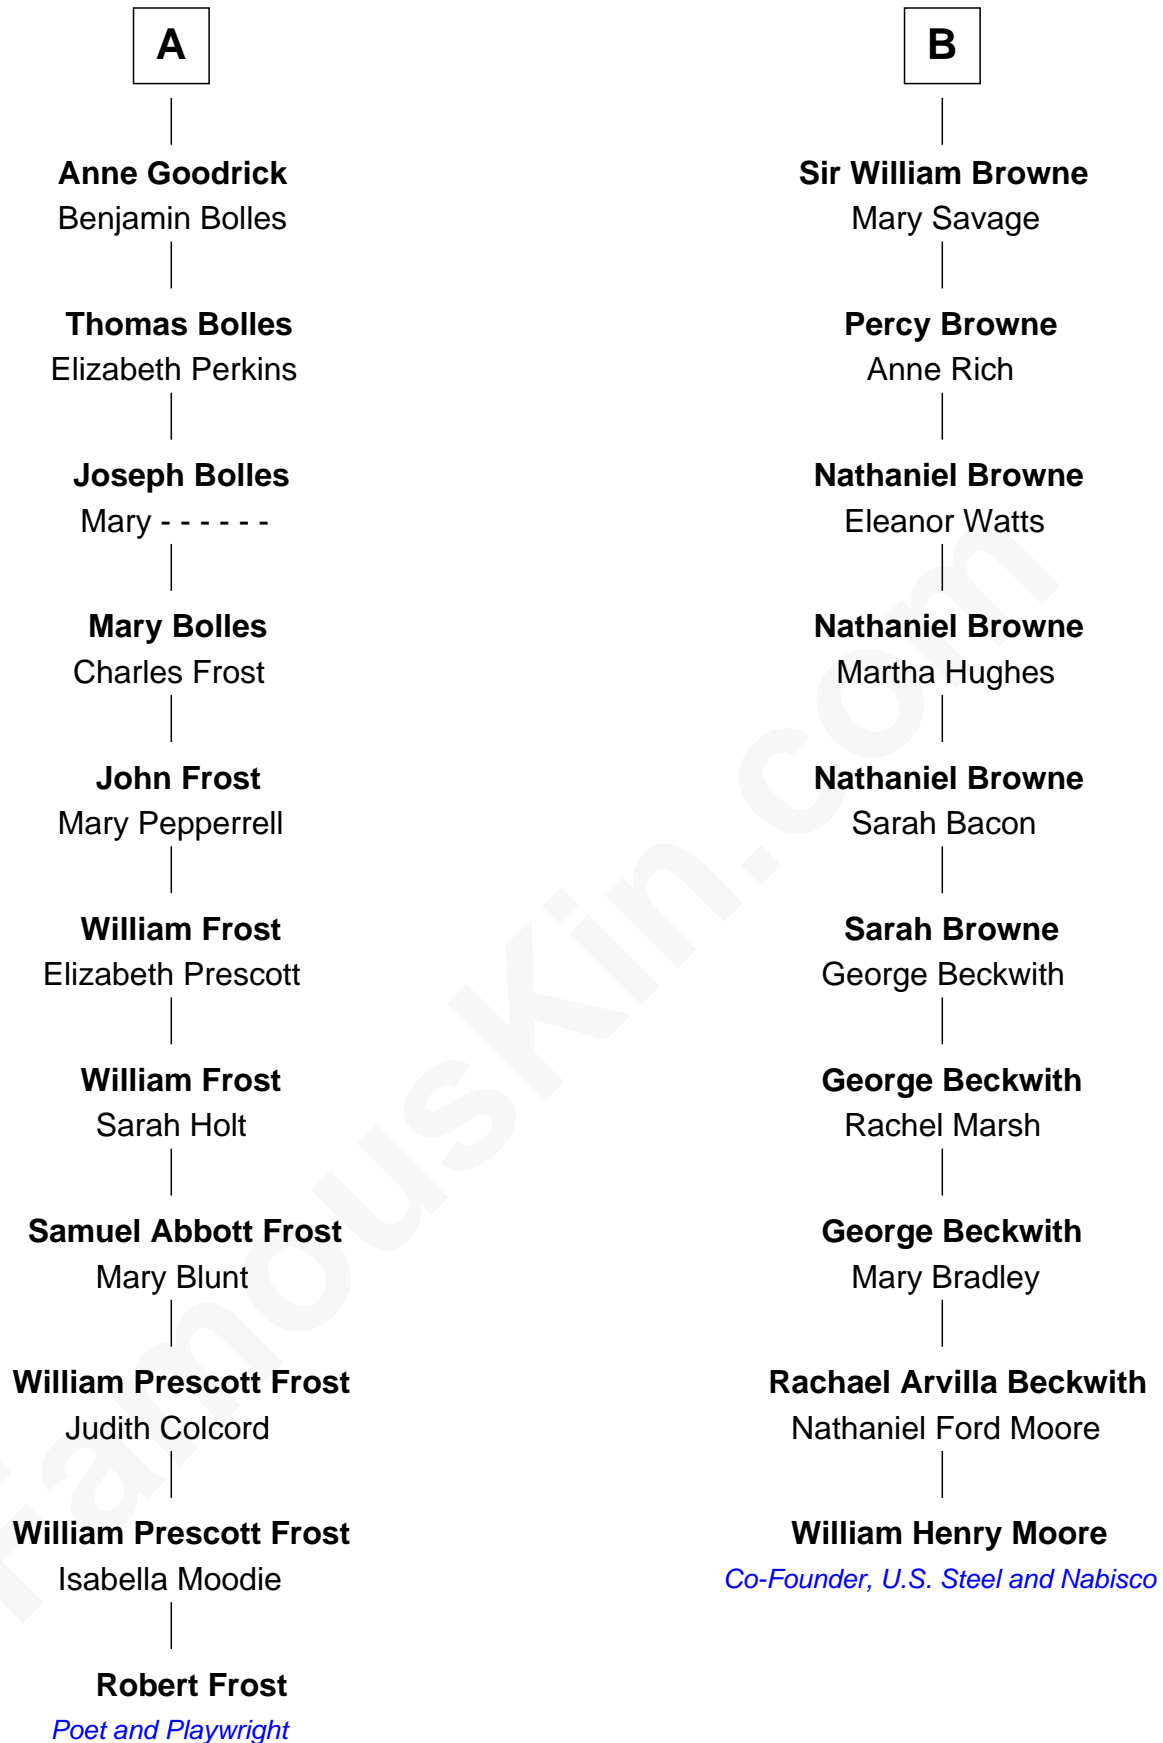 A
Anne Goodrick
Benjamin Bolles
Thomas Bolles
Elizabeth Perkins
Joseph Bolles
Mary - - - - - -
Mary Bolles
Charles Frost
John Frost
Mary Pepperrell
William Frost
Elizabeth Prescott
William Frost
Sarah Holt
Samuel Abbott Frost
Mary Blunt
William Prescott Frost
Judith Colcord
William Prescott Frost
Isabella Moodie
Robert Frost
Poet and Playwright
B
Sir William Browne
Mary Savage
Percy Browne
Anne Rich
Nathaniel Browne
Eleanor Watts
Nathaniel Browne
Martha Hughes
Nathaniel Browne
Sarah Bacon
Sarah Browne
George Beckwith
George Beckwith
Rachel Marsh
George Beckwith
Mary Bradley
Rachael Arvilla Beckwith
Nathaniel Ford Moore
William Henry Moore
Co-Founder, U.S. Steel and Nabisco
FamousKin.com